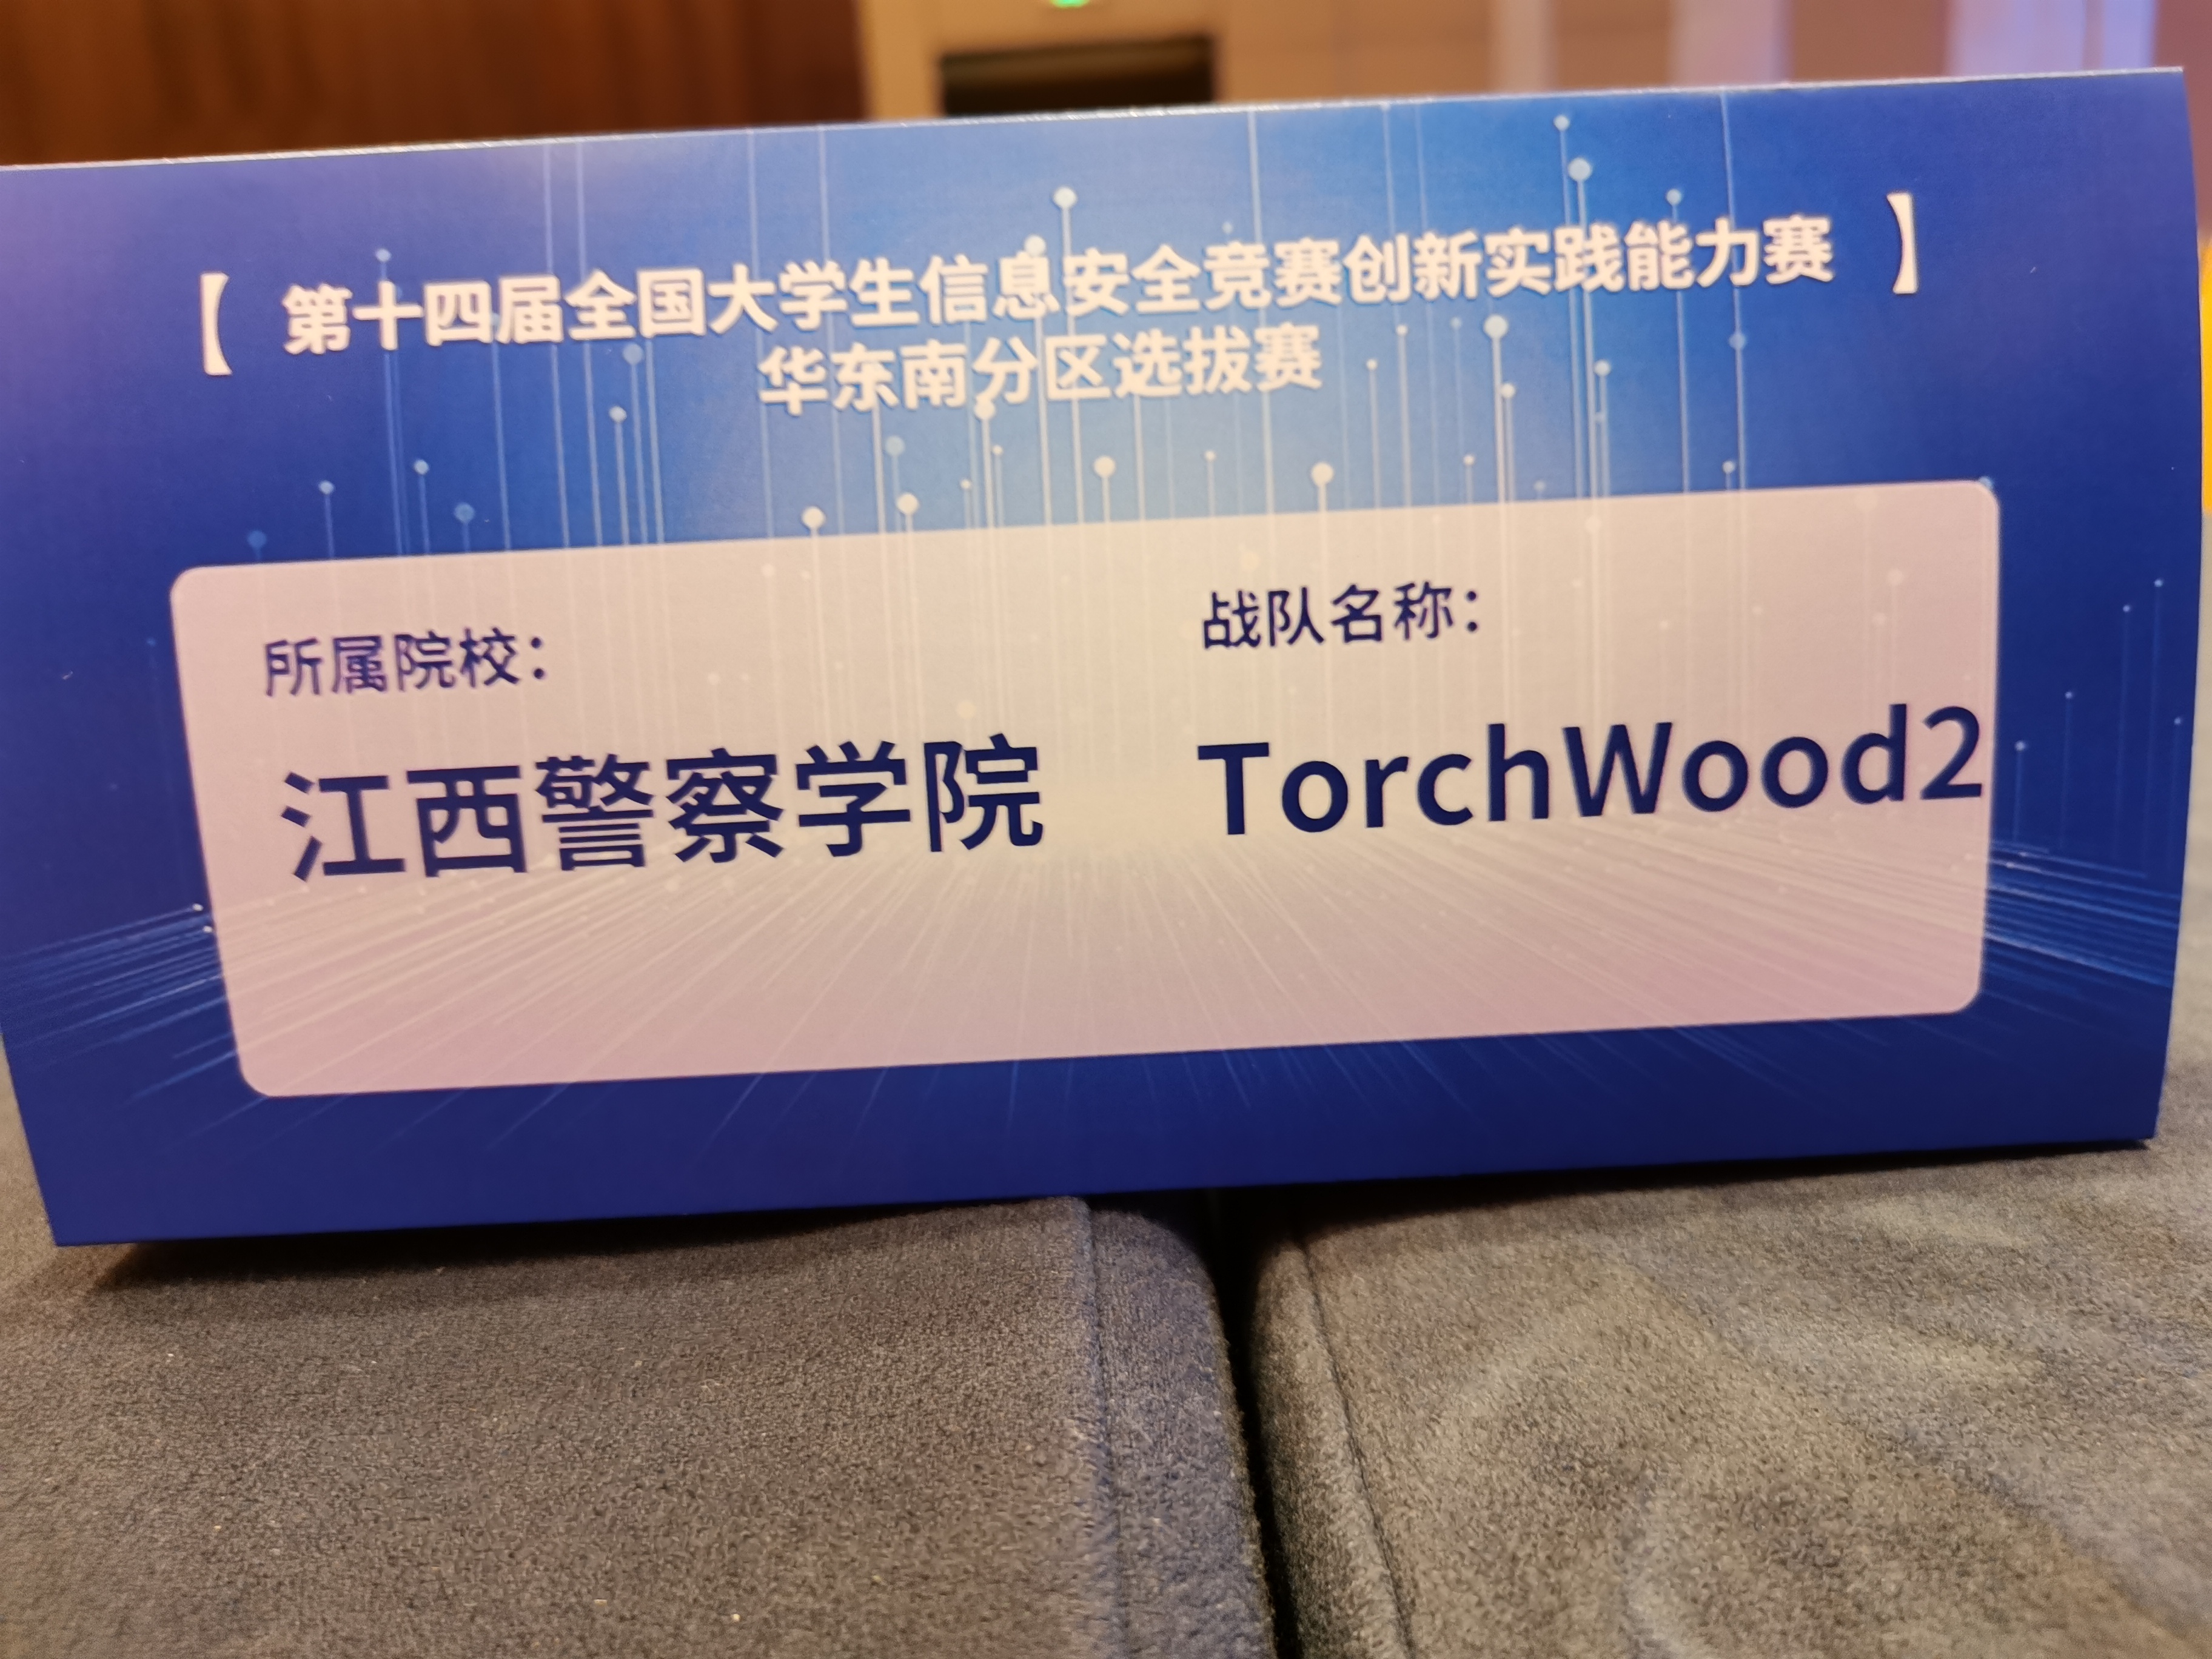 【 第十四届全国大学生信息安全竞赛创新实践能力赛 】
华东南分区选拔赛
所属院校：
江西警察学院
战队名称：
TorchWood2